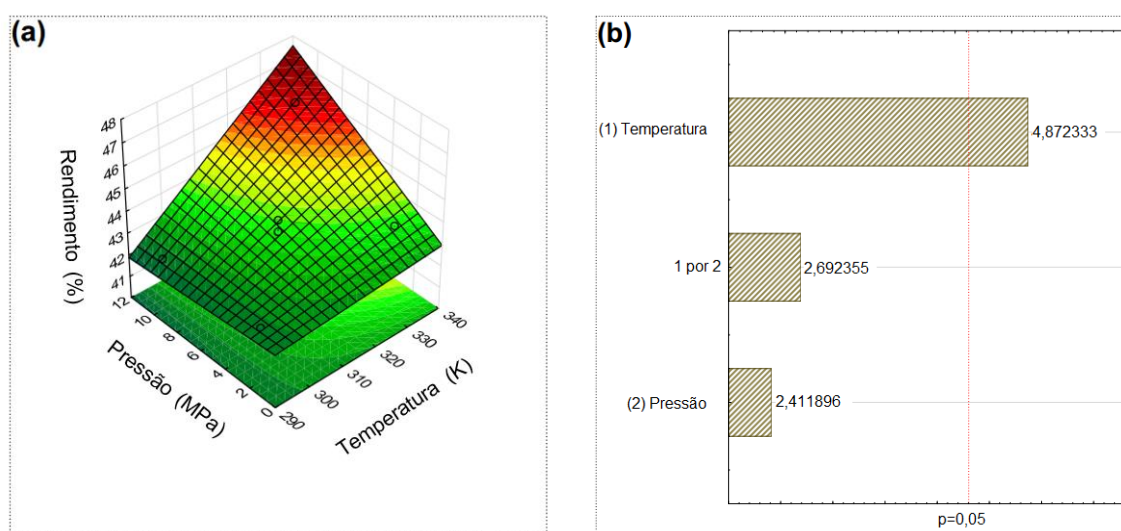 (a)
Rendimento (%)
48
47
46
45
44
43
42
41
12
10
8
6
4
2
0
Pressão (MPa)
290
300
310
320
330
340
Temperatura (K)
(b)
(1) Temperatura
4,872333
1 por 2
2,692355
(2) Pressão
2,411896
p=0,05